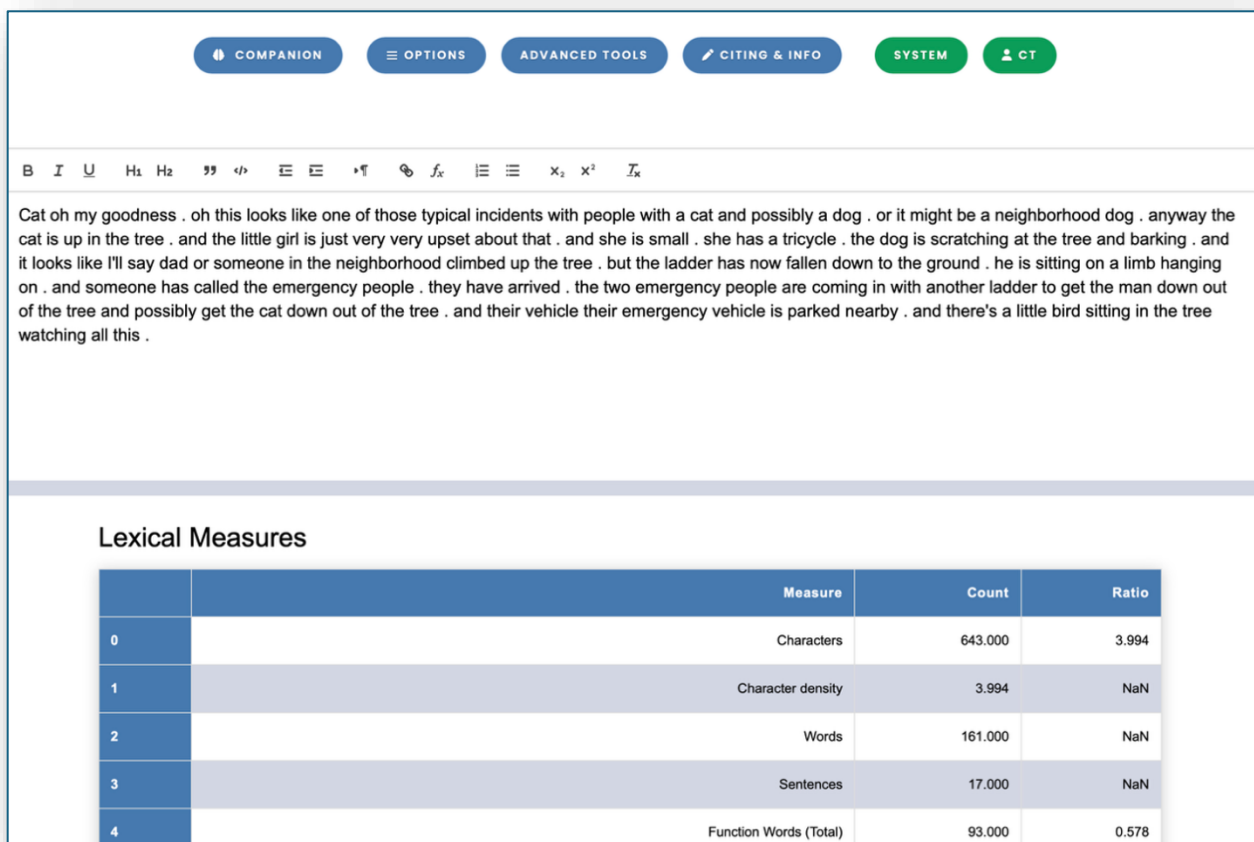 COMPANION OPTIONS ADVANCED TOOLS CITING & INFO SYSTEM CT
B I U H1 H2 ” </> ¶ fx x₂ x² Tx
Cat oh my goodness . oh this looks like one of those typical incidents with people with a cat and possibly a dog . or it might be a neighborhood dog . anyway the
cat is up in the tree . and the little girl is just very very upset about that . and she is small . she has a tricycle . the dog is scratching at the tree and barking . and
it looks like I'll say dad or someone in the neighborhood climbed up the tree . but the ladder has now fallen down to the ground . he is sitting on a limb hanging
on . and someone has called the emergency people . they have arrived . the two emergency people are coming in with another ladder to get the man down out
of the tree and possibly get the cat down out of the tree . and their vehicle their emergency vehicle is parked nearby . and there's a little bird sitting in the tree
watching all this .
Lexical Measures
Measure Count Ratio
0 Characters 643.000 3.994
1 Character density 3.994 NaN
2 Words 161.000 NaN
3 Sentences 17.000 NaN
4 Function Words (Total) 93.000 0.578